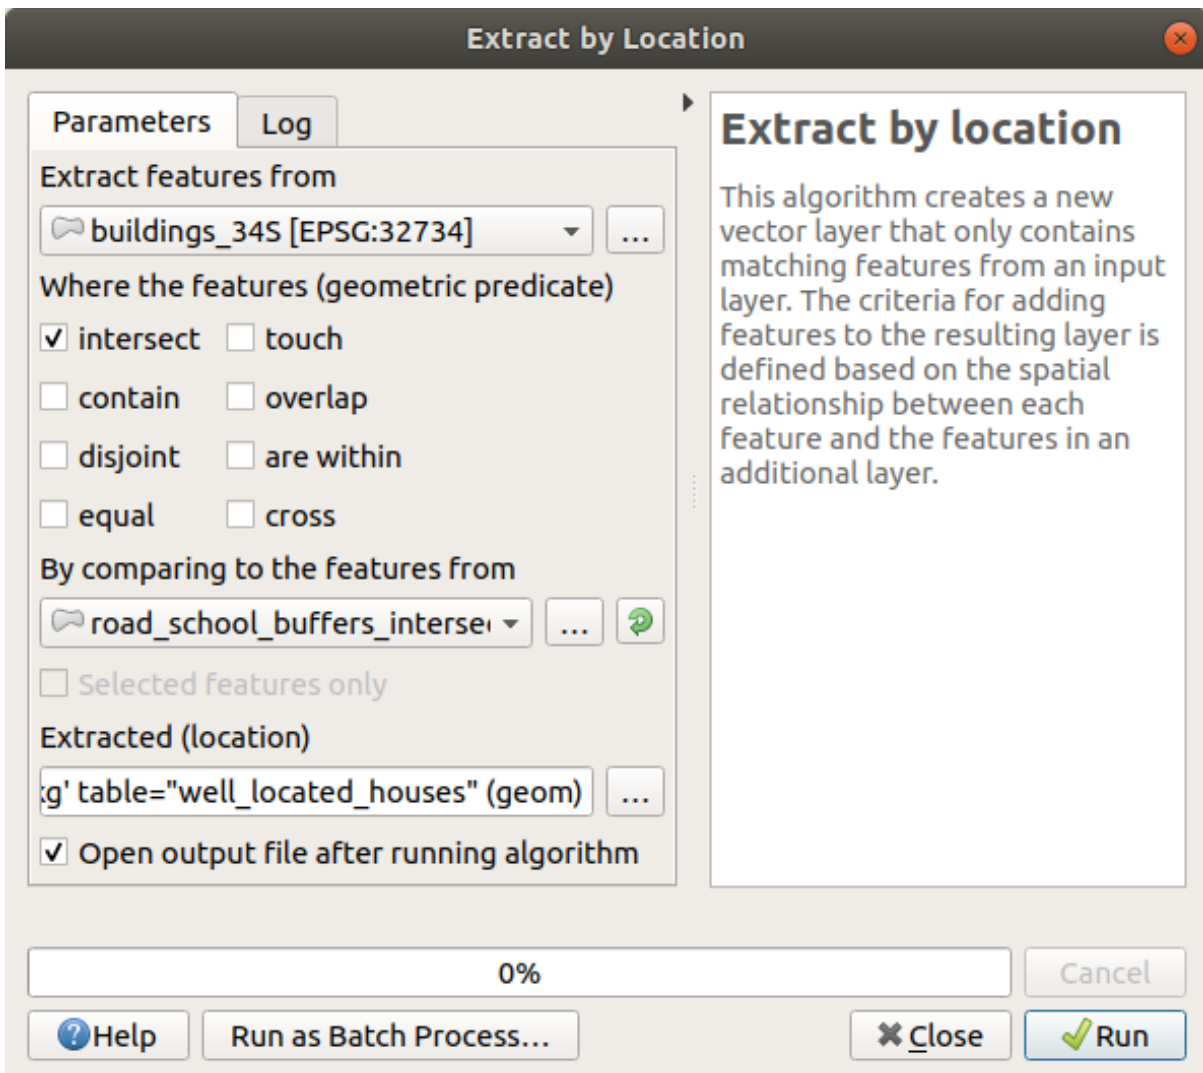 Extract by Location
Parameters
Log
Extract features from
buildings_34S [EPSG:32734]
...
Where the features (geometric predicate)
intersect
touch
contain
overlap
disjoint
are within
equal
cross
By comparing to the features from
road_school_buffers_interse
...
Selected features only
Extracted (location)
g' table="well_located_houses" (geom)
...
Open output file after running algorithm
Extract by location
This algorithm creates a new
vector layer that only contains
matching features from an input
layer. The criteria for adding
features to the resulting layer is
defined based on the spatial
relationship between each
feature and the features in an
additional layer.
0%
Cancel
Help
Run as Batch Process...
Close
Run